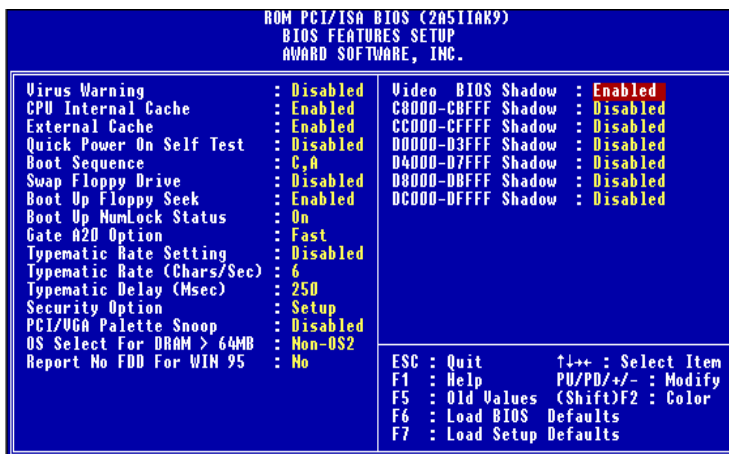 ROM PCI/ISA BIOS (2A5IIAK9)
BIOS FEATURES SETUP
AWARD SOFTWARE, INC.
Virus Warning : Disabled
CPU Internal Cache : Enabled
External Cache : Enabled
Quick Power On Self Test : Disabled
Boot Sequence : C,A
Swap Floppy Drive : Disabled
Boot Up Floppy Seek : Enabled
Boot Up NumLock Status : On
Gate A20 Option : Fast
Typematic Rate Setting : Disabled
Typematic Rate (Chars/Sec) : 6
Typematic Delay (Msec) : 250
Security Option : Setup
PCI/VGA Palette Snoop : Disabled
OS Select For DRAM > 64MB : Non-OS2
Report No FDD For WIN 95 : No
Video BIOS Shadow : Enabled
C8000-CBFFF Shadow : Disabled
CC000-CFFFF Shadow : Disabled
D0000-D3FFF Shadow : Disabled
D4000-D7FFF Shadow : Disabled
D8000-DBFFF Shadow : Disabled
DC000-DFFFF Shadow : Disabled
ESC : Quit ↑↓→← : Select Item
F1 : Help PU/PD/+/- : Modify
F5 : Old Values (Shift)F2 : Color
F6 : Load BIOS Defaults
F7 : Load Setup Defaults